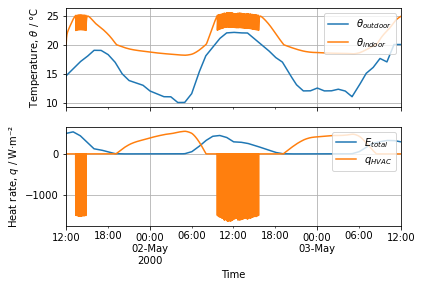 Temperature, θ / °C
25
20
15
10
θoutdoor
θindoor
Heat rate, q / W·m⁻²
0
−1000
Etotal
qHVAC
12:00 18:00 00:00 06:00 12:00 18:00 00:00 06:00 12:00
02-May 03-May
2000
Time